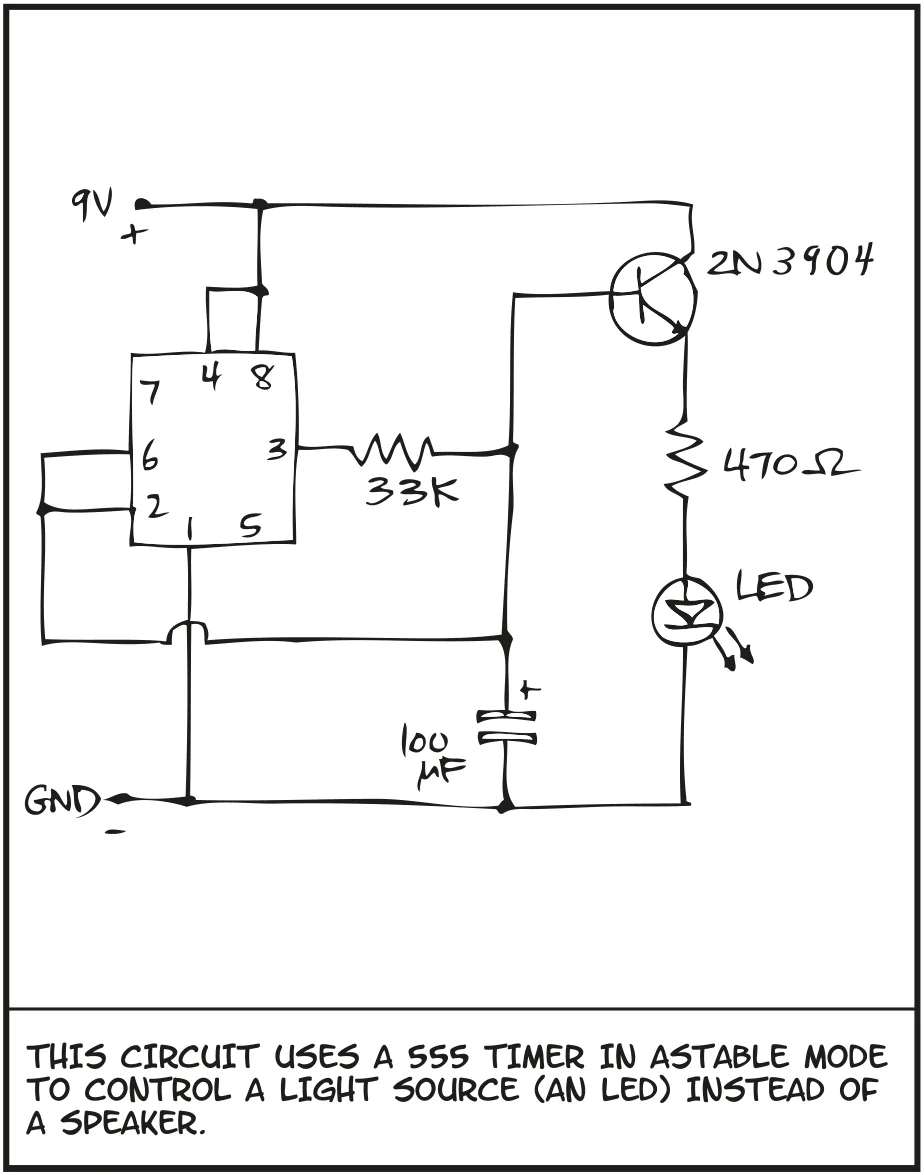 9V
+
2N3904
4 8
7
6
3
2
1 5
33K
470Ω
LED
+
100
µF
GND
-
THIS CIRCUIT USES A 555 TIMER IN ASTABLE MODE
TO CONTROL A LIGHT SOURCE (AN LED) INSTEAD OF
A SPEAKER.